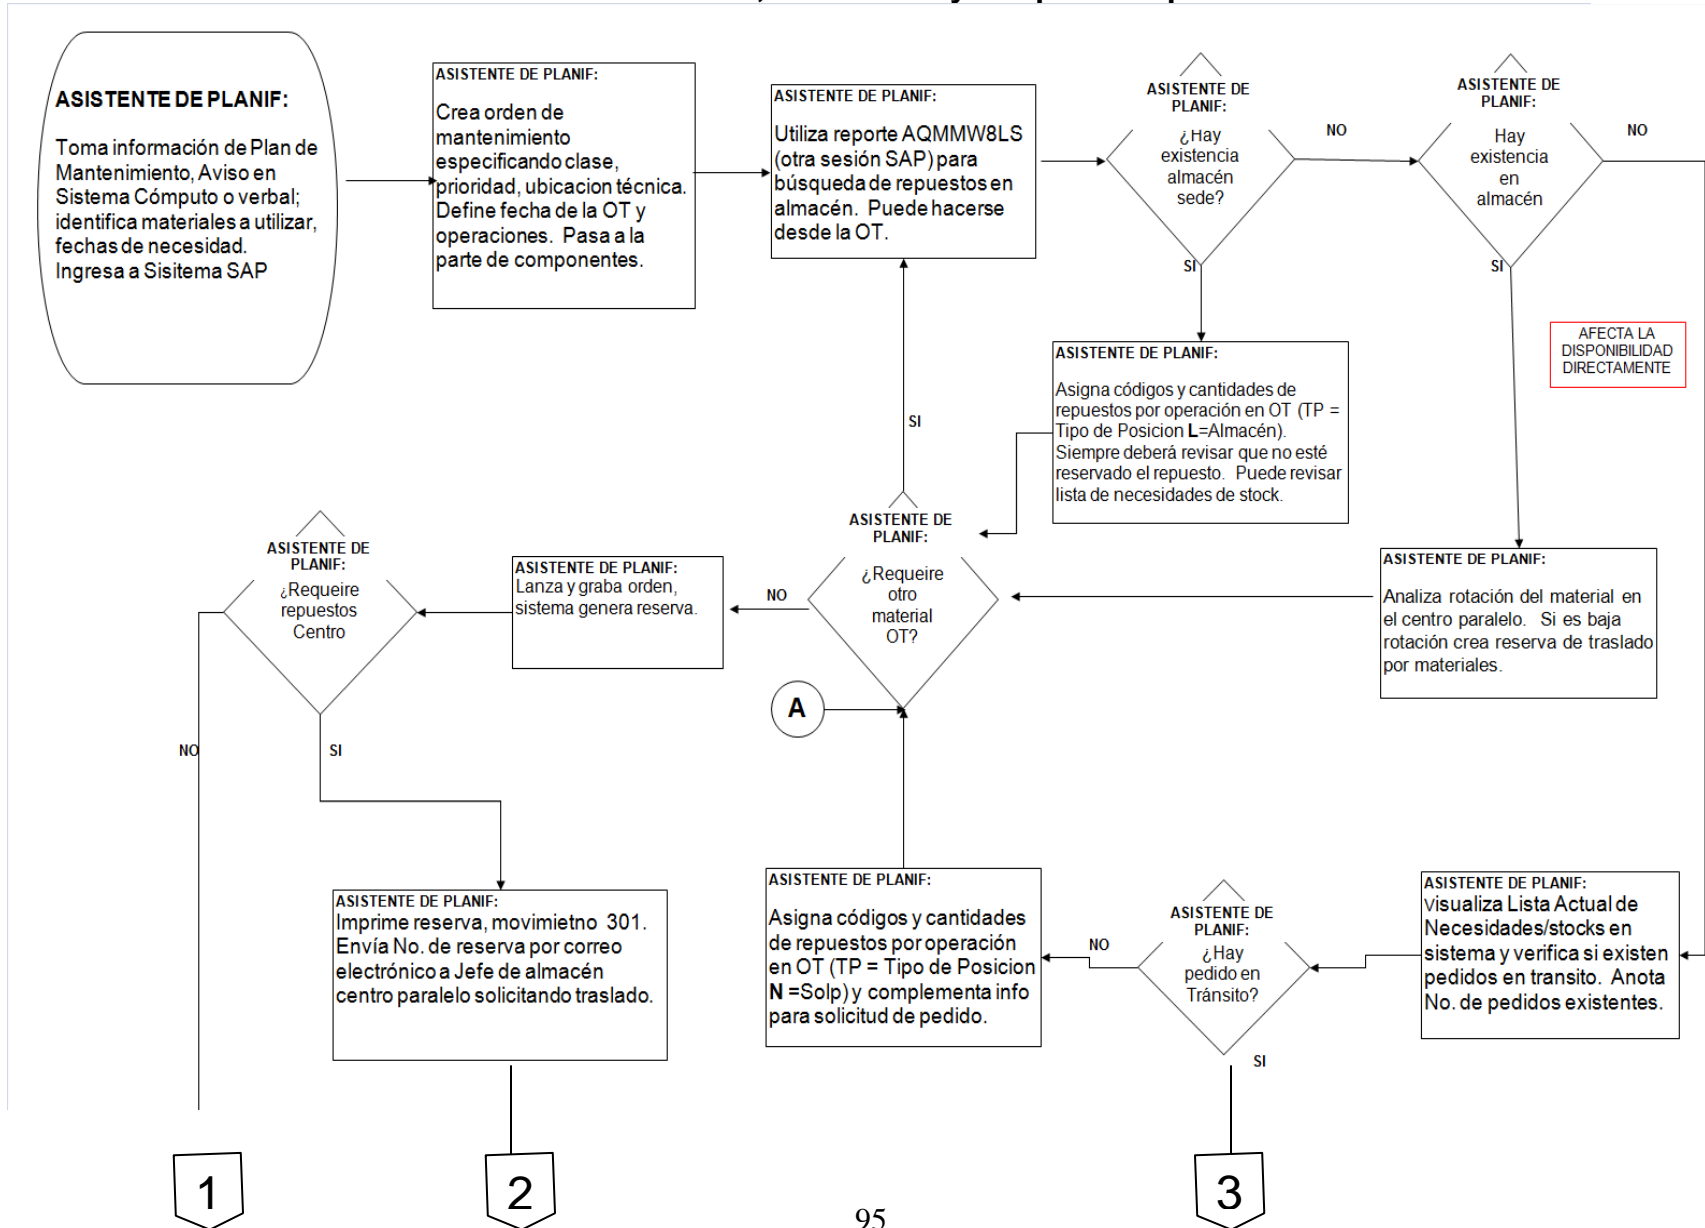 ASISTENTE DE PLANIF:
Toma información de Plan de
Mantenimiento, Aviso en
Sistema Cómputo o verbal;
identifica materiales a utilizar,
fechas de necesidad.
Ingresa a Sisitema SAP
ASISTENTE DE PLANIF:
Crea orden de
mantenimiento
especificando clase,
prioridad, ubicacion técnica.
Define fecha de la OT y
operaciones. Pasa a la
parte de componentes.
ASISTENTE DE PLANIF:
Utiliza reporte AQMMW8LS
(otra sesión SAP) para
búsqueda de repuestos en
almacén. Puede hacerse
desde la OT.
ASISTENTE DE
PLANIF:
¿Hay
existencia
almacén
sede?
NO
SI
ASISTENTE DE
PLANIF:
Hay
existencia
en
almacén
NO
SI
AFECTA LA
DISPONIBILIDAD
DIRECTAMENTE
ASISTENTE DE PLANIF:
Asigna códigos y cantidades de
repuestos por operación en OT (TP =
Tipo de Posicion L=Almacén).
Siempre deberá revisar que no esté
reservado el repuesto. Puede revisar
lista de necesidades de stock.
SI
ASISTENTE DE
PLANIF:
¿Requeire
repuestos
Centro
ASISTENTE DE PLANIF:
Lanza y graba orden,
sistema genera reserva.
NO
ASISTENTE DE
PLANIF:
¿Requeire
otro
material
OT?
ASISTENTE DE PLANIF:
Analiza rotación del material en
el centro paralelo. Si es baja
rotación crea reserva de traslado
por materiales.
A
NO
SI
ASISTENTE DE PLANIF:
Imprime reserva, movimietno 301.
Envía No. de reserva por correo
electrónico a Jefe de almacén
centro paralelo solicitando traslado.
ASISTENTE DE PLANIF:
Asigna códigos y cantidades
de repuestos por operación
en OT (TP = Tipo de Posicion
N =Solp) y complementa info
para solicitud de pedido.
NO
ASISTENTE DE
PLANIF:
¿Hay
pedido en
Tránsito?
SI
ASISTENTE DE PLANIF:
Visualiza Lista Actual de
Necesidades/stocks en
sistema y verifica si existen
pedidos en transito. Anota
No. de pedidos existentes.
1
2
3
95